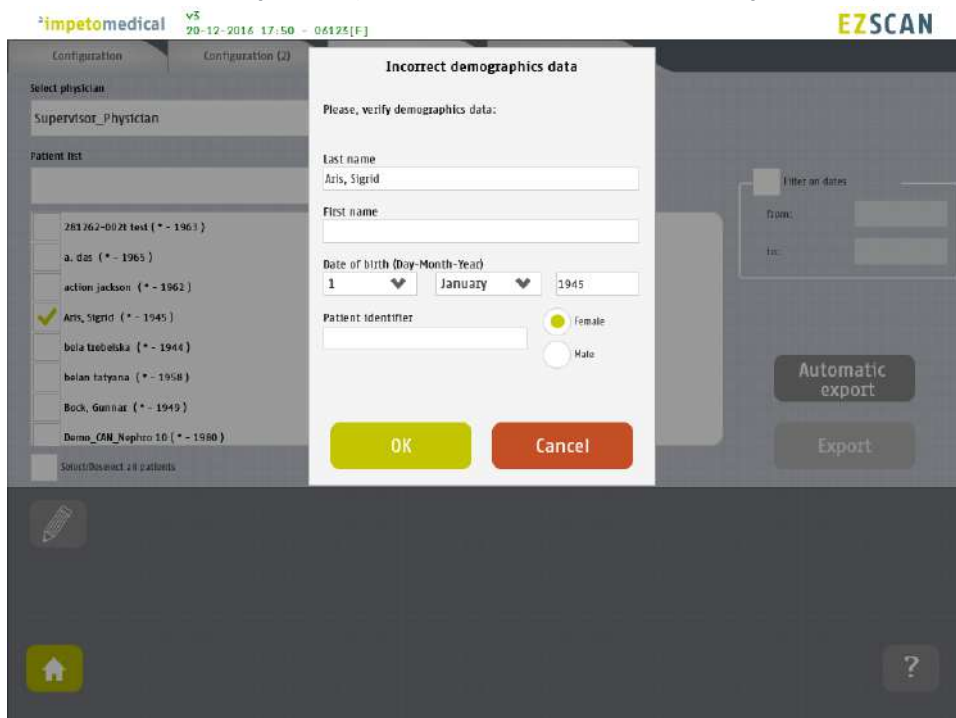 impetomedical
v3
20-12-2016 17:50 - 06123[F]
EZSCAN
Configuration
Configuration (2)
Select physician
Supervisor_Physician
Patient list
281262-002t test ( * - 1963 )
a. das ( * - 1965 )
action jackson ( * - 1962 )
Aris, Sigrid ( * - 1945 )
bela trebelska ( * - 1944 )
belan tatyana ( * - 1958 )
Bock, Gunnar ( * - 1949 )
Demo_CAN_Nephro 10 ( * - 1980 )
Select/Deselect all patients
Incorrect demographics data
Please, verify demographics data:
Last name
Aris, Sigrid
First name
Date of birth (Day-Month-Year)
1 January 1945
Patient identifier
Female
Male
OK
Cancel
Filter on dates
from:
to:
Automatic
export
Export
?